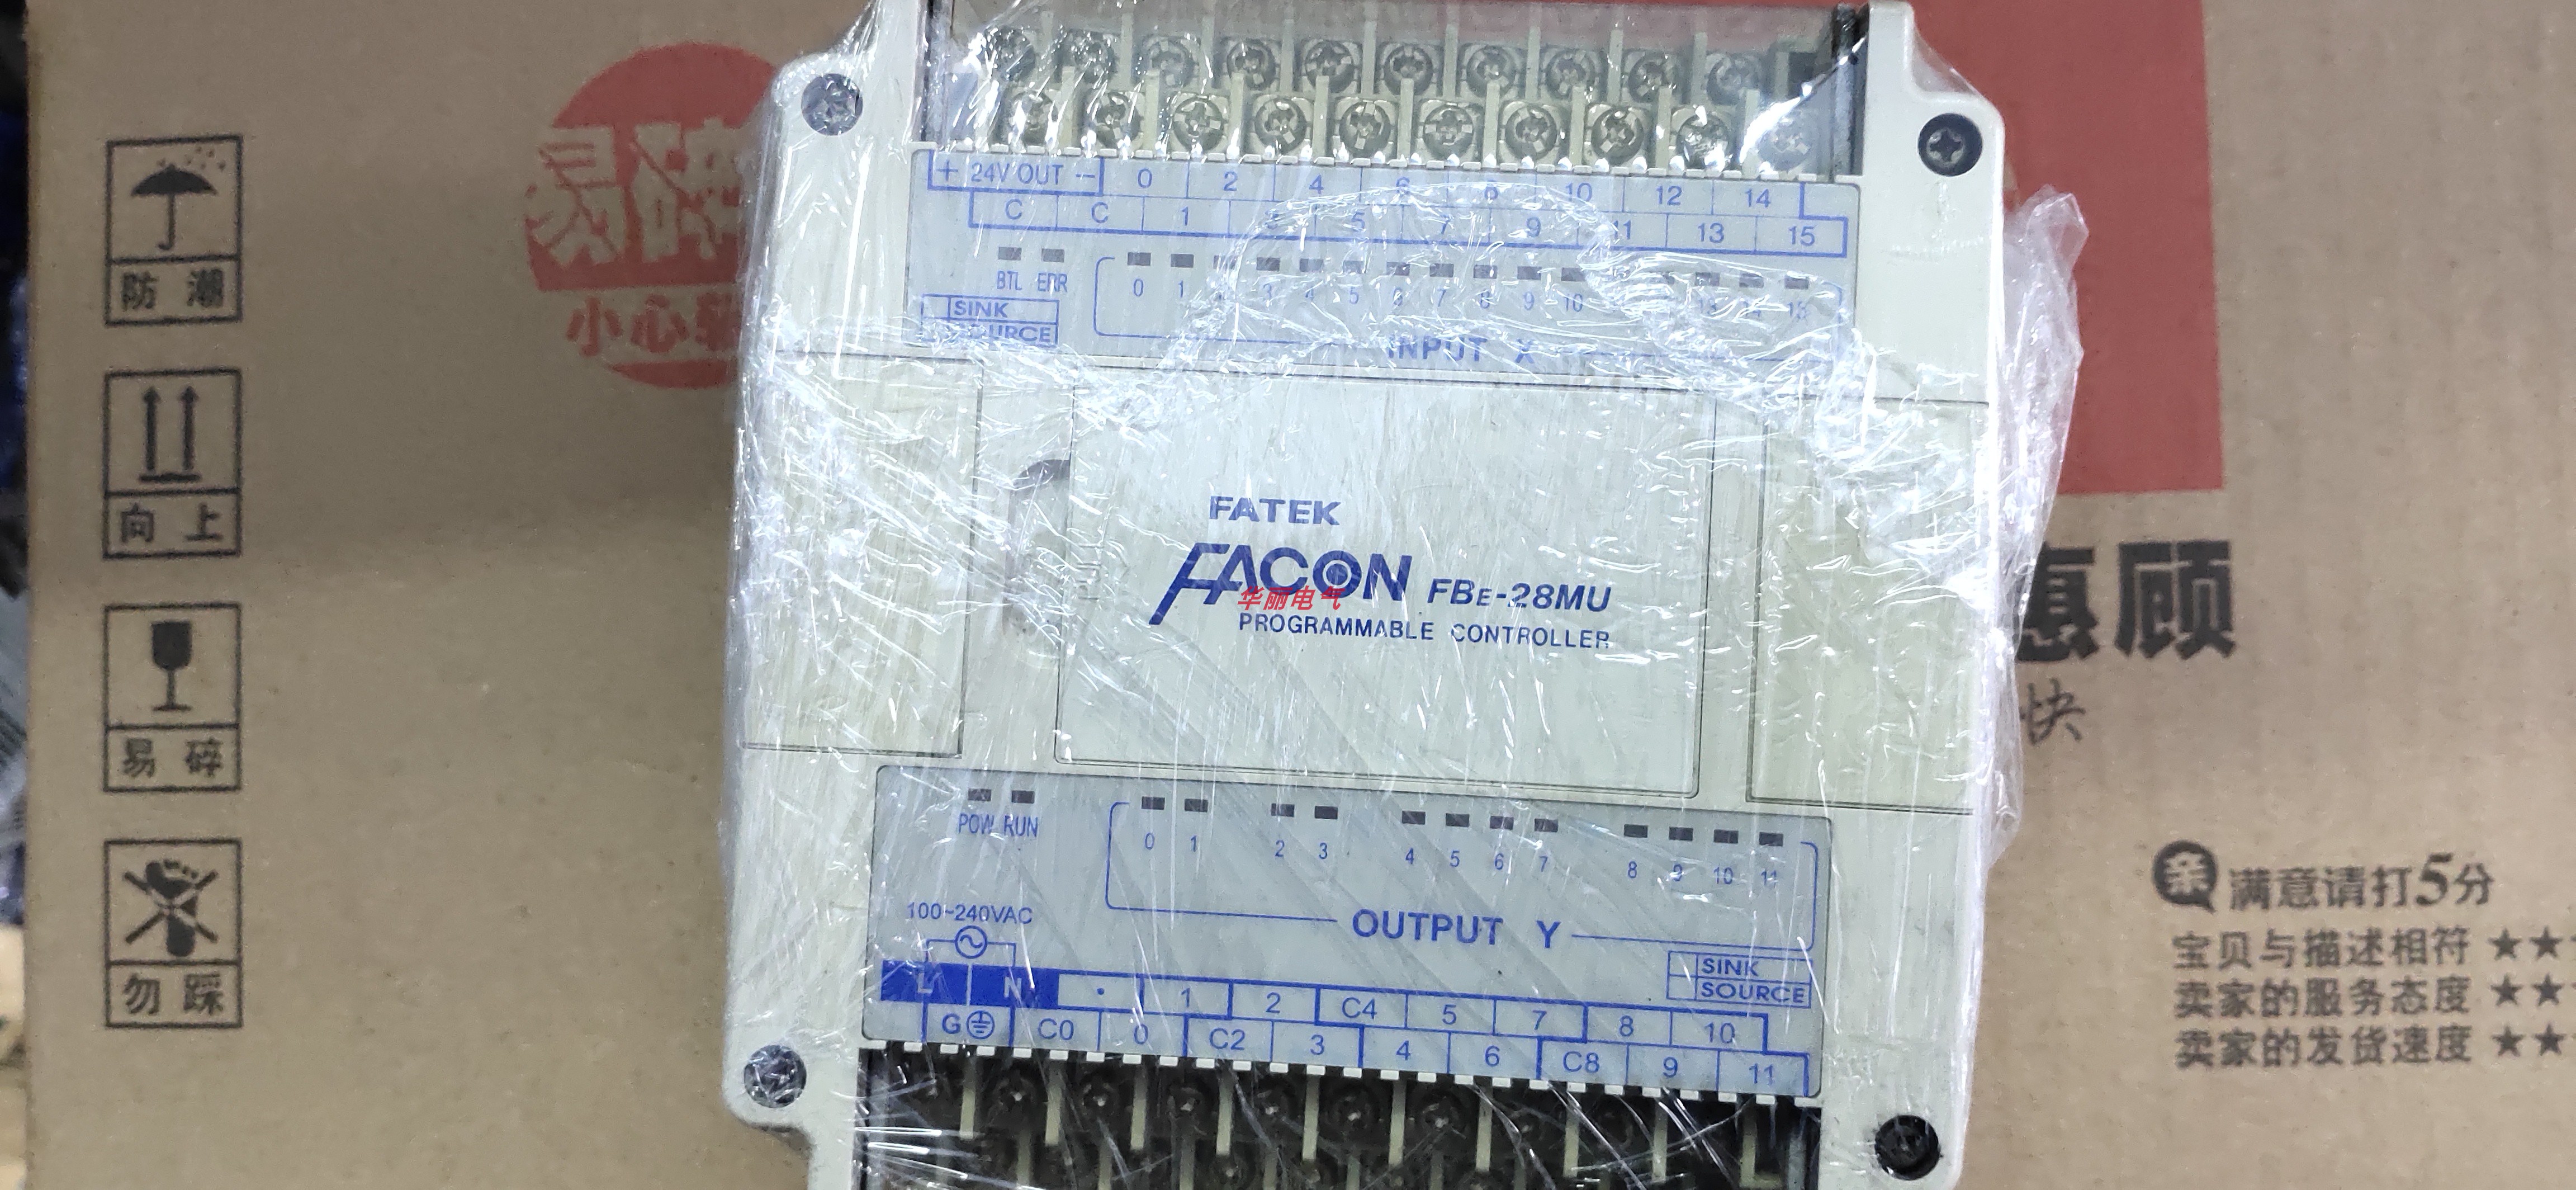 + 24V OUT − 0 2 4 6 8 10 12 14
C C 1 3 5 7 9 11 13 15
BTL ERR
0 1 2 3 4 5 6 7 8 9 10 13 14 15
SINK
SOURCE
INPUT X
FATEK
FACON FBE-28MU
华丽电气
PROGRAMMABLE CONTROLLER
POW RUN
0 1 2 3 4 5 6 7 8 9 10 11
100-240VAC
OUTPUT Y
SINK
SOURCE
L N • 1 2 C4 5 7 8 10
G C0 0 C2 3 4 6 C8 9 11
防潮
向上
易碎
勿踩
易碎
小心轻
惠顾
快
亲 满意请打5分
宝贝与描述相符 ★★
卖家的服务态度 ★★
卖家的发货速度 ★★